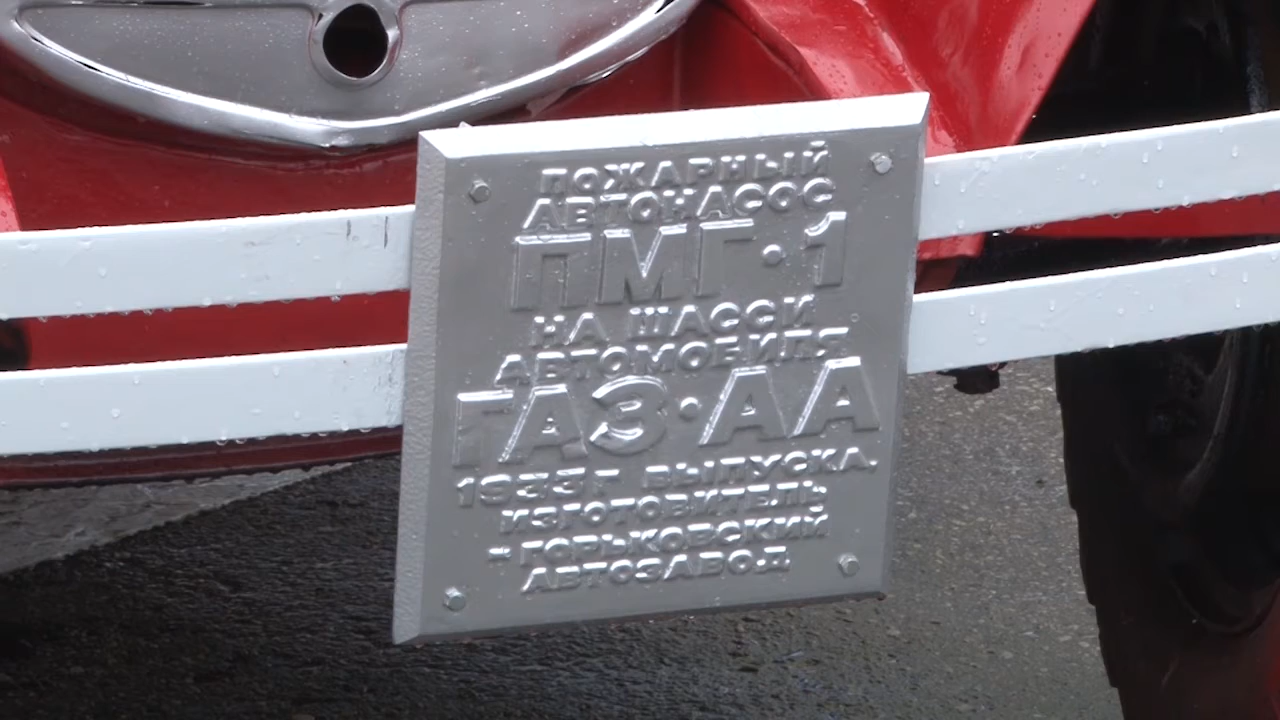 ПОЖАРНЫЙ
АВТОНАСОС
ПМГ·1
НА ШАССИ
АВТОМОБИЛЯ
ГАЗ·АА
1933Г ВЫПУСКА.
ИЗГОТОВИТЕЛЬ
-ГОРЬКОВСКИЙ
АВТОЗАВОД